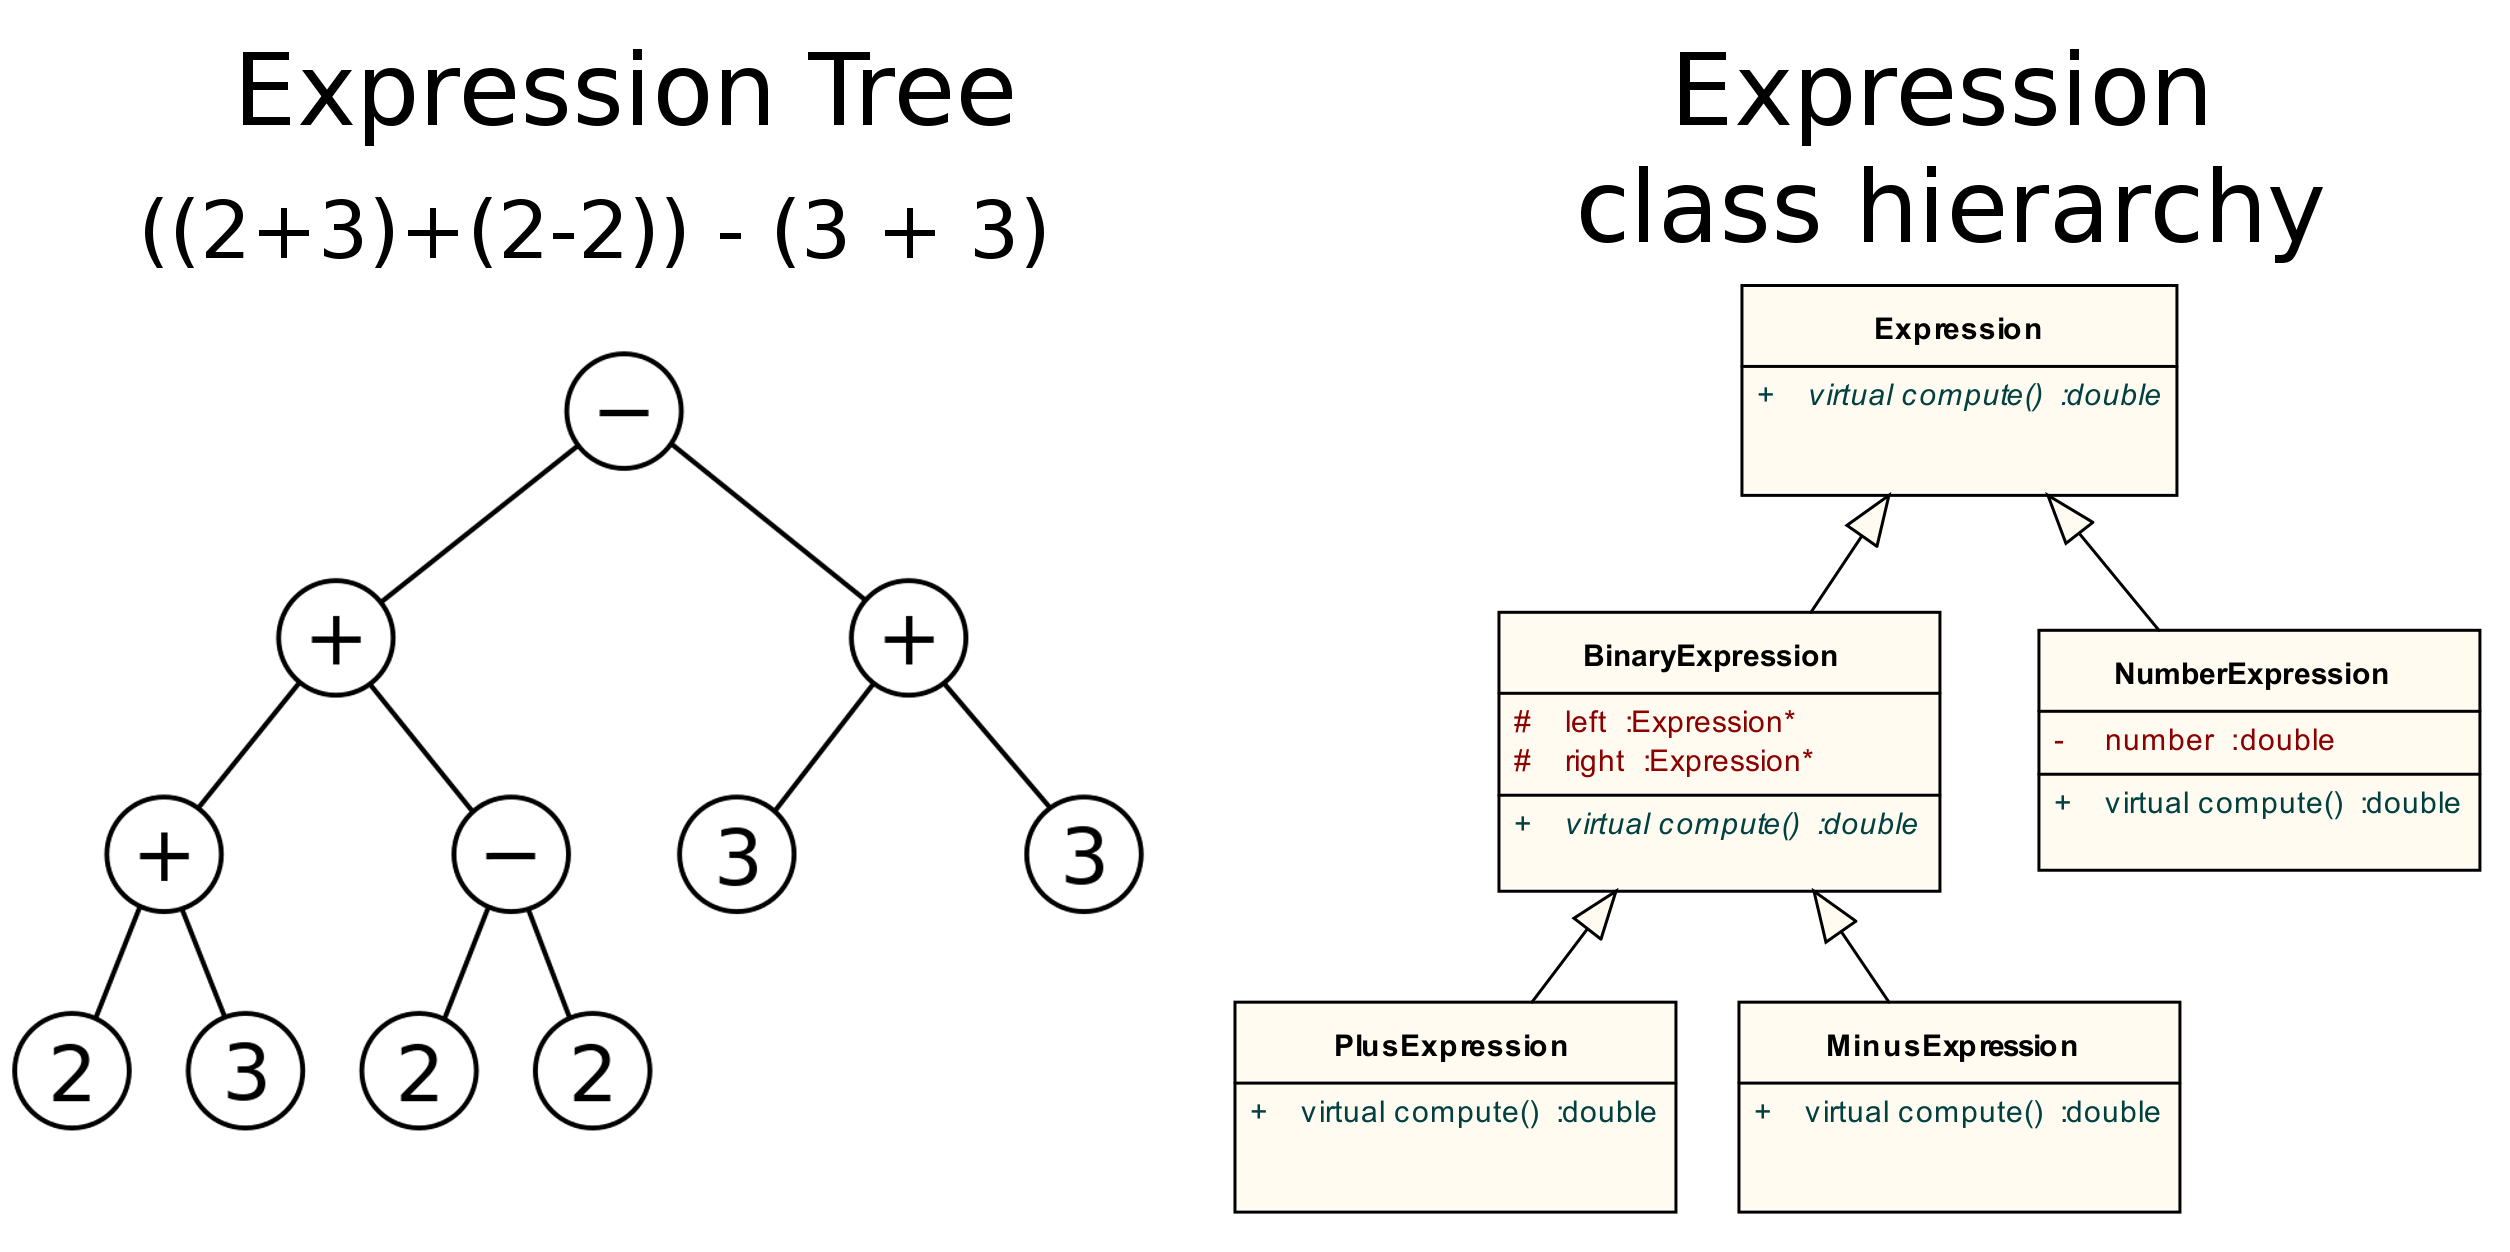 Expression Tree
((2+3)+(2-2)) - (3 + 3)
−
+ +
+ − 3 3
2 3 2 2
Expression
class hierarchy
Expression
+ virtual compute() :double
BinaryExpression
# left :Expression*
# right :Expression*
+ virtual compute() :double
NumberExpression
- number :double
+ virtual compute() :double
PlusExpression
+ virtual compute() :double
MinusExpression
+ virtual compute() :double